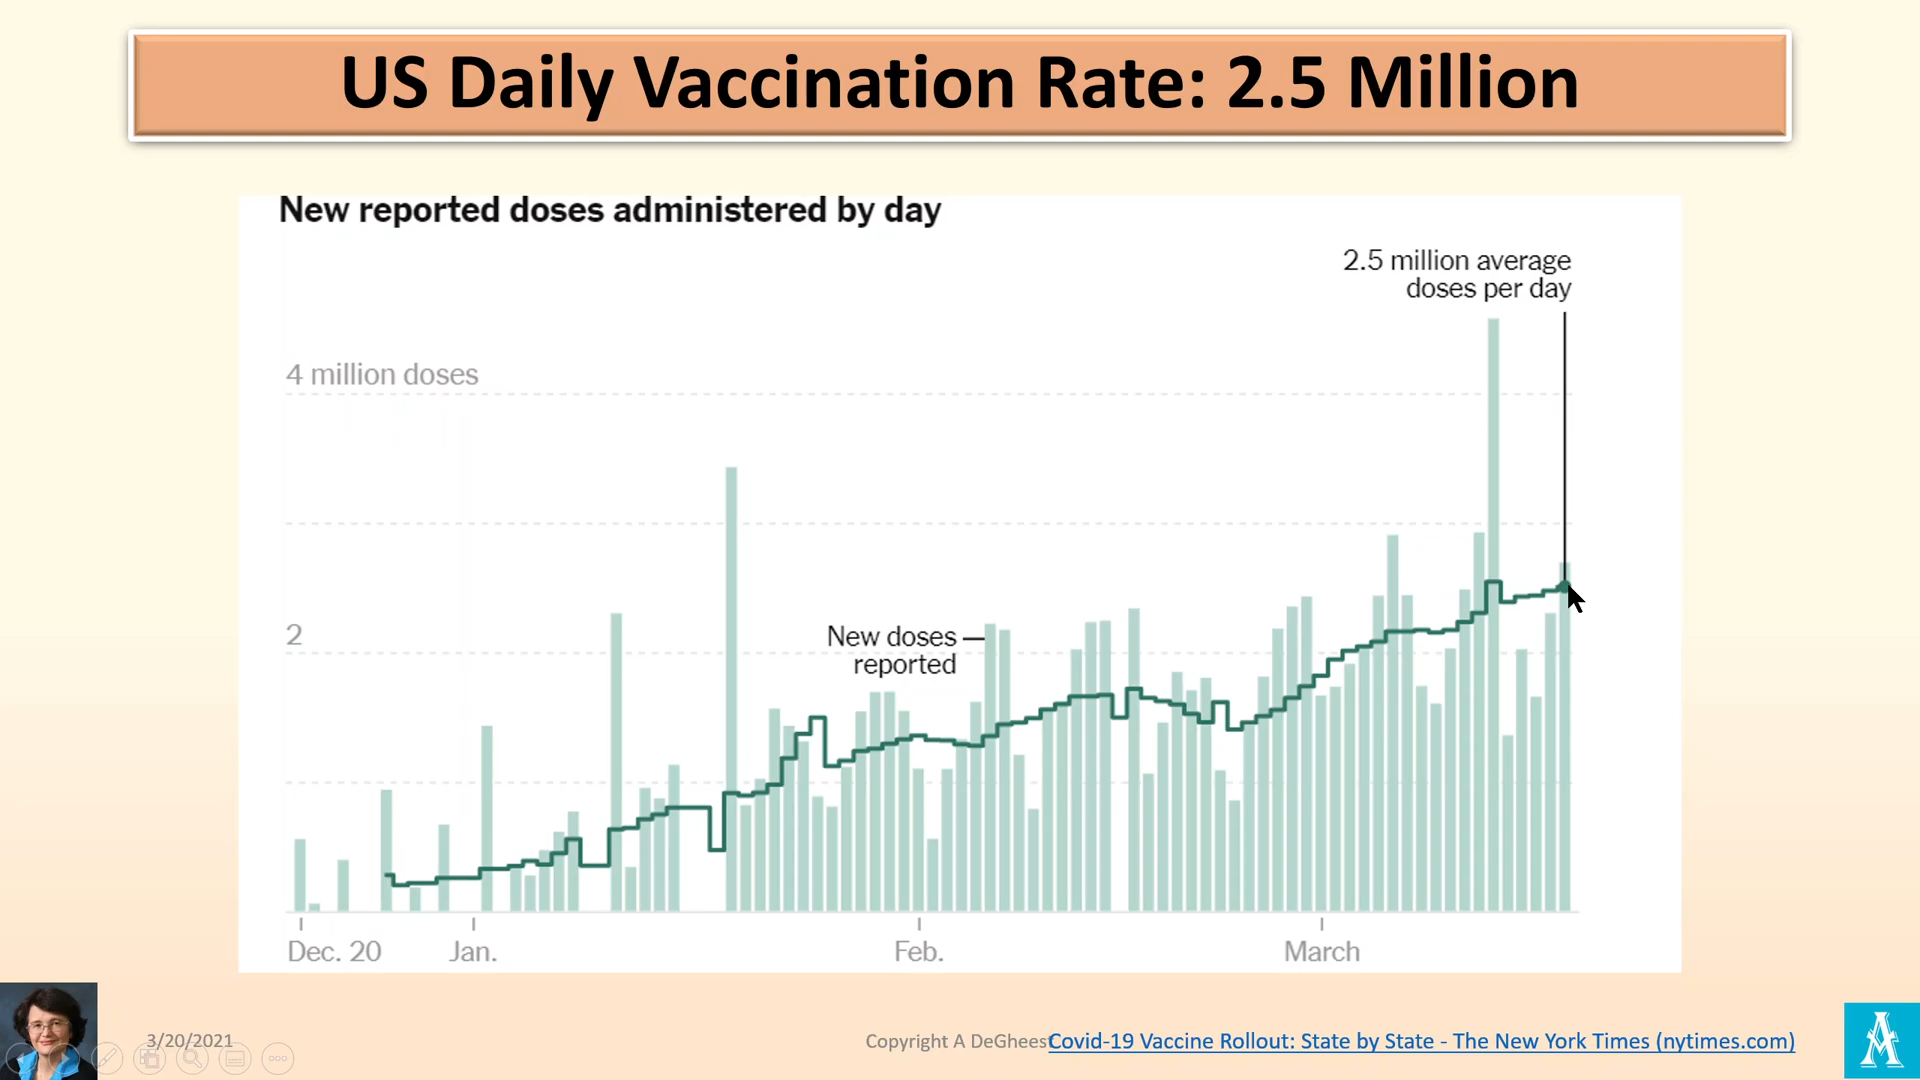 US Daily Vaccination Rate: 2.5 Million
New reported doses administered by day
2.5 million average
doses per day
4 million doses
New doses
reported
2
Dec. 20
Jan.
Feb.
March
3/20/2021
Copyright A DeGheest
Covid-19 Vaccine Rollout: State by State - The New York Times (nytimes.com)
A